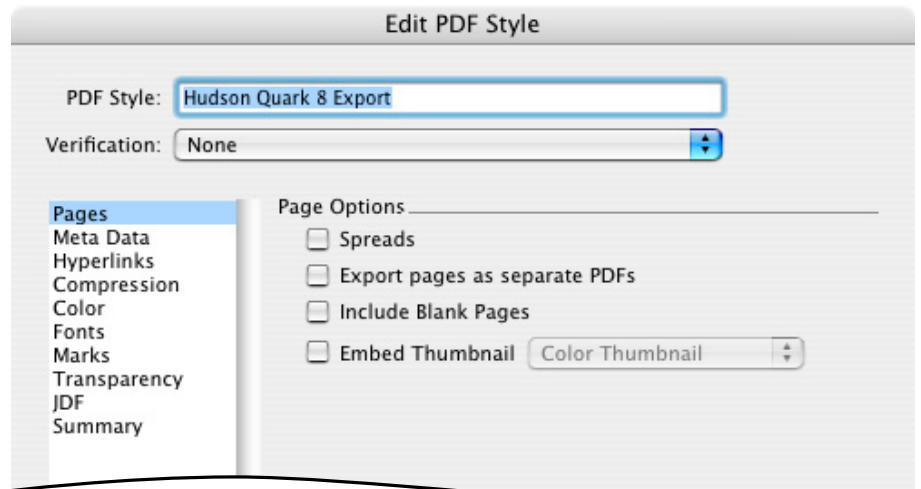 Edit PDF Style
PDF Style: Hudson Quark 8 Export
Verification: None
Pages
Meta Data
Hyperlinks
Compression
Color
Fonts
Marks
Transparency
JDF
Summary
Page Options
Spreads
Export pages as separate PDFs
Include Blank Pages
Embed Thumbnail Color Thumbnail